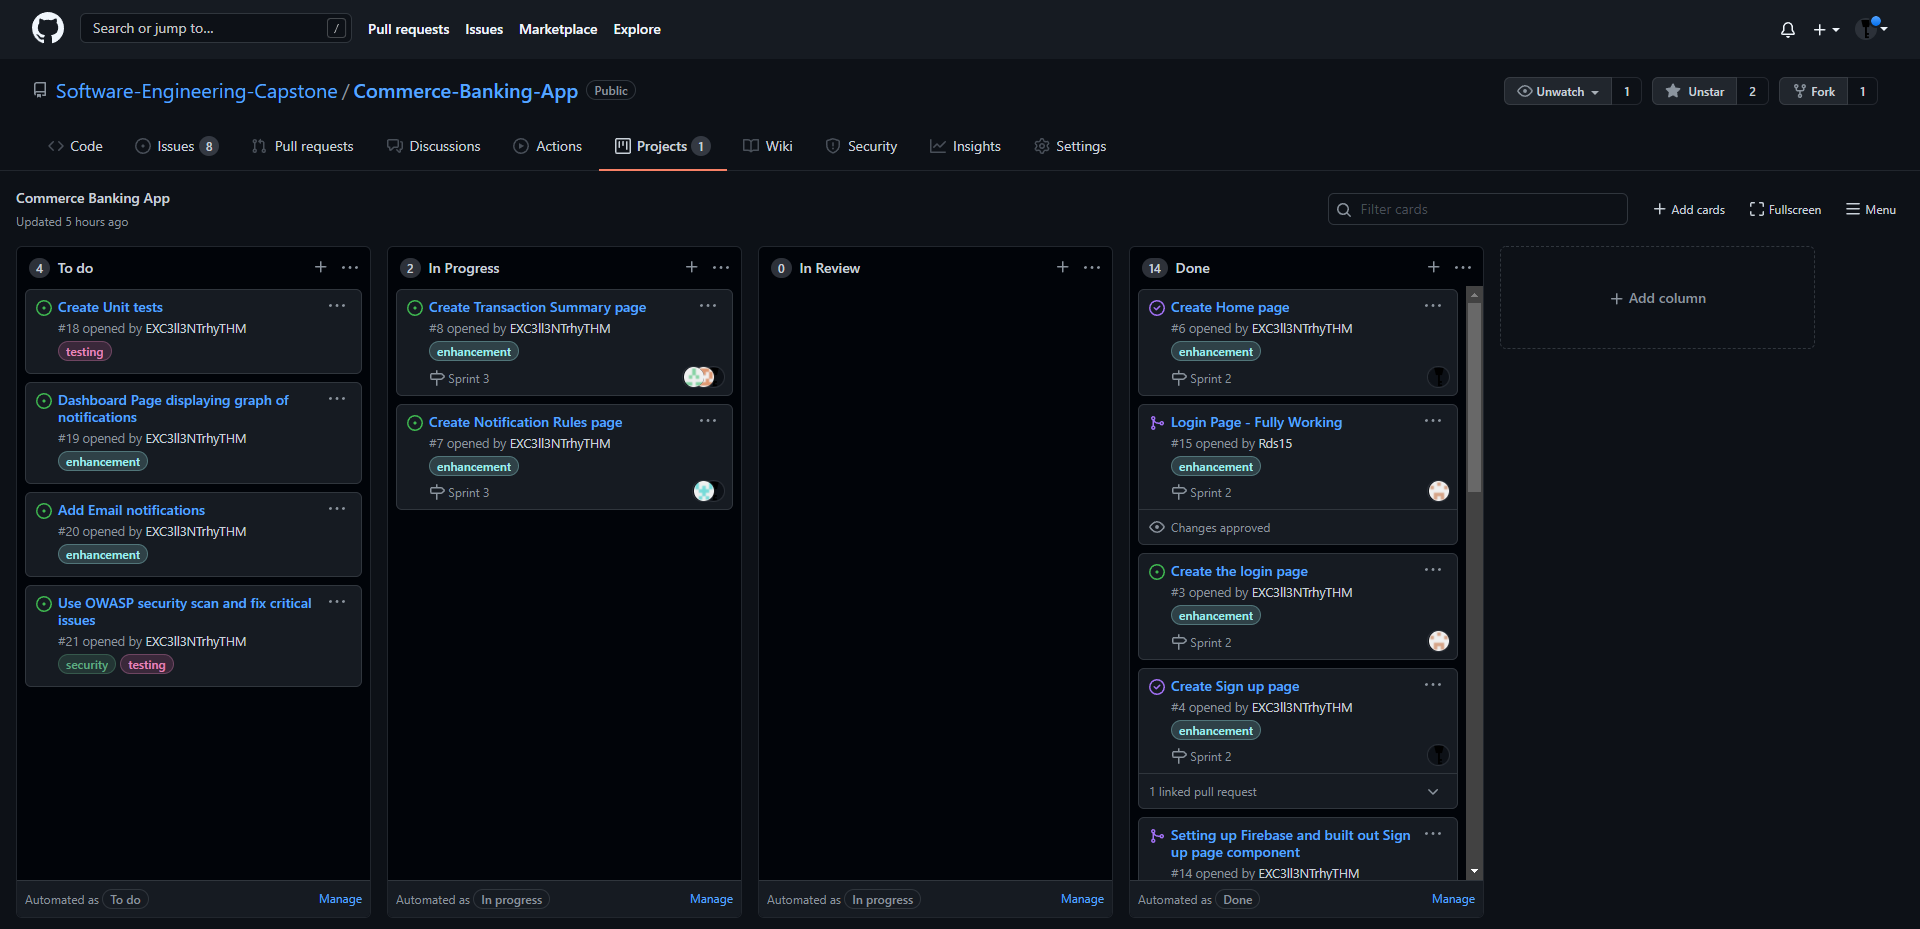 Search or jump to... /
Pull requests Issues Marketplace Explore
Software-Engineering-Capstone / Commerce-Banking-App Public
Unwatch 1 Unstar 2 Fork 1
Code Issues 8 Pull requests Discussions Actions Projects 1 Wiki Security Insights Settings
Commerce Banking App
Updated 5 hours ago
Filter cards
Add cards Fullscreen Menu
4 To do
Create Unit tests
#18 opened by EXC3ll3NTrhyTHM
testing
Dashboard Page displaying graph of
notifications
#19 opened by EXC3ll3NTrhyTHM
enhancement
Add Email notifications
#20 opened by EXC3ll3NTrhyTHM
enhancement
Use OWASP security scan and fix critical
issues
#21 opened by EXC3ll3NTrhyTHM
security testing
Automated as To do Manage
2 In Progress
Create Transaction Summary page
#8 opened by EXC3ll3NTrhyTHM
enhancement
Sprint 3
Create Notification Rules page
#7 opened by EXC3ll3NTrhyTHM
enhancement
Sprint 3
Automated as In progress Manage
0 In Review
Automated as In progress Manage
14 Done
Create Home page
#6 opened by EXC3ll3NTrhyTHM
enhancement
Sprint 2
Login Page - Fully Working
#15 opened by Rds15
enhancement
Sprint 2
Changes approved
Create the login page
#3 opened by EXC3ll3NTrhyTHM
enhancement
Sprint 2
Create Sign up page
#4 opened by EXC3ll3NTrhyTHM
enhancement
Sprint 2
1 linked pull request
Setting up Firebase and built out Sign
up page component
#14 opened by EXC3ll3NTrhyTHM
Automated as Done Manage
Add column